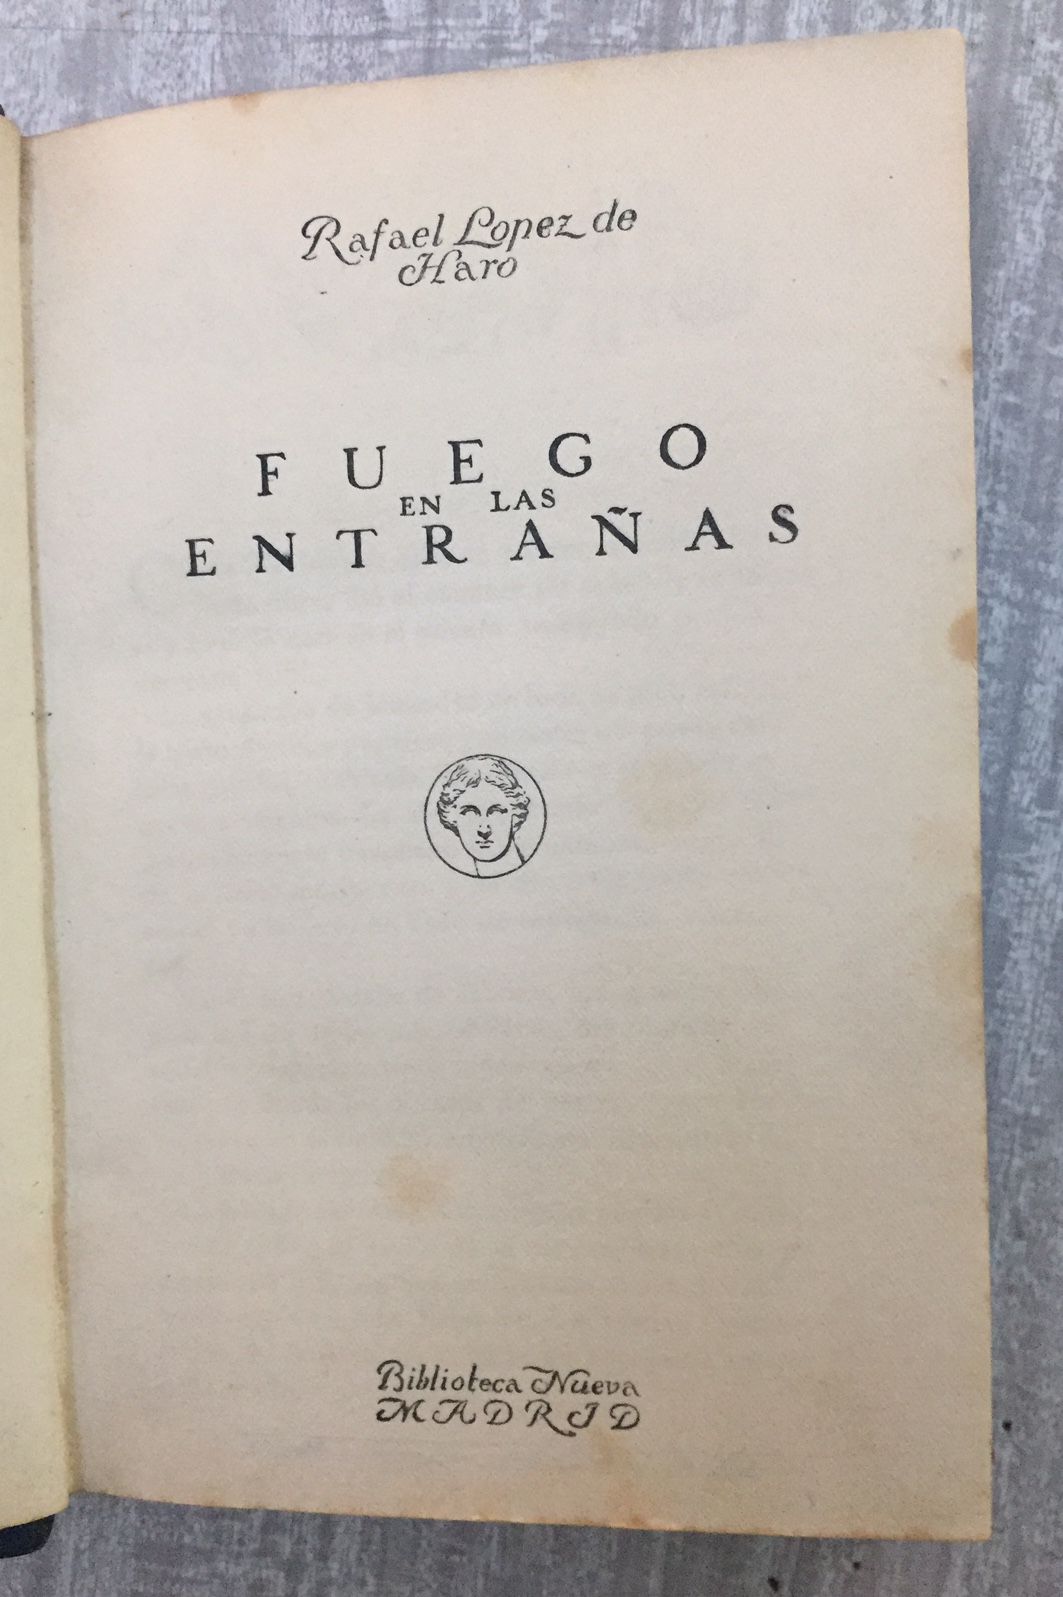 Rafael Lopez de
Haro
FUEGO
EN LAS
ENTRAÑAS
Biblioteca Nueva
MADRID